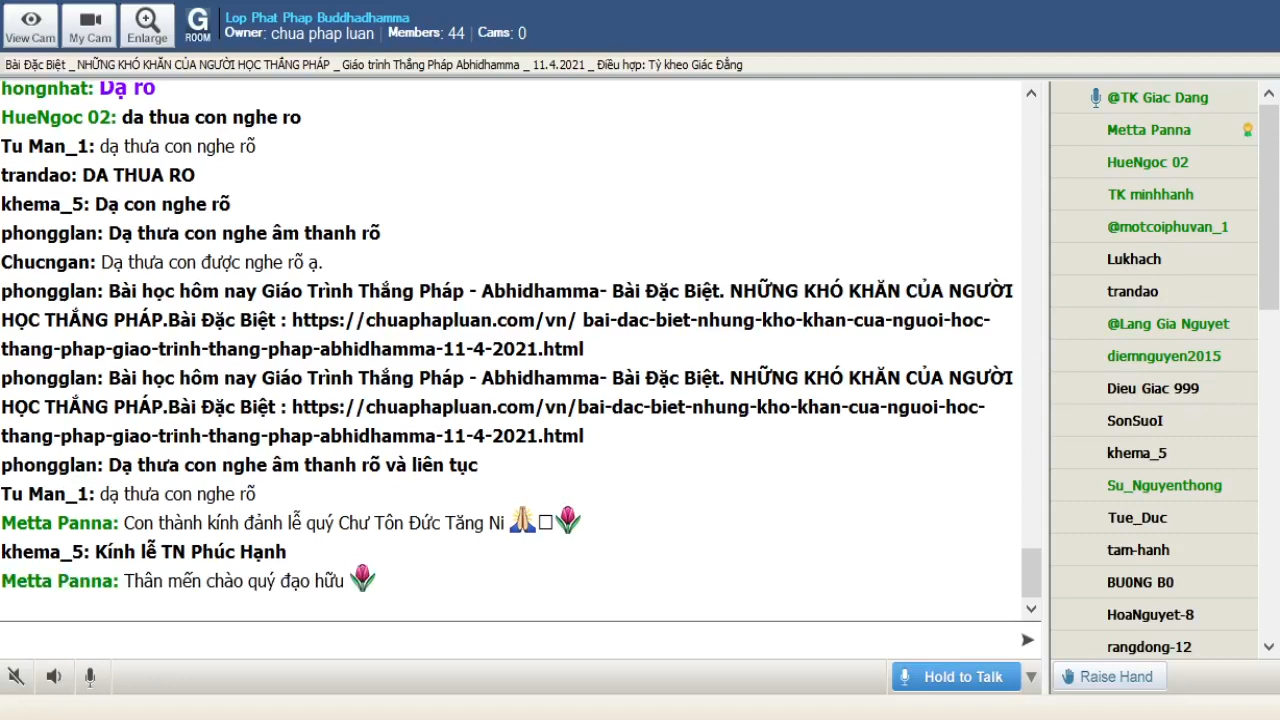 View Cam
My Cam
Enlarge
G
ROOM
Lop Phat Phap Buddhadhamma
Owner: chua phap luan | Members: 44 | Cams: 0
Bài Đặc Biệt _ NHỮNG KHÓ KHĂN CỦA NGƯỜI HỌC THẮNG PHÁP _ Giáo trình Thắng Pháp Abhidhamma _ 11.4.2021 _ Điều hợp: Tỳ kheo Giác Đẳng
hongnhat: Dạ rõ
HueNgoc 02: da thua con nghe ro
Tu Man_1: dạ thưa con nghe rõ
trandao: DA THUA RO
khema_5: Dạ con nghe rõ
phongglan: Dạ thưa con nghe âm thanh rõ
Chucngan: Dạ thưa con được nghe rõ ạ.
phongglan: Bài học hôm nay Giáo Trình Thắng Pháp - Abhidhamma- Bài Đặc Biệt. NHỮNG KHÓ KHĂN CỦA NGƯỜI
HỌC THẮNG PHÁP.Bài Đặc Biệt : https://chuaphapluan.com/vn/ bai-dac-biet-nhung-kho-khan-cua-nguoi-hoc-
thang-phap-giao-trinh-thang-phap-abhidhamma-11-4-2021.html
phongglan: Bài học hôm nay Giáo Trình Thắng Pháp - Abhidhamma- Bài Đặc Biệt. NHỮNG KHÓ KHĂN CỦA NGƯỜI
HỌC THẮNG PHÁP.Bài Đặc Biệt : https://chuaphapluan.com/vn/bai-dac-biet-nhung-kho-khan-cua-nguoi-hoc-
thang-phap-giao-trinh-thang-phap-abhidhamma-11-4-2021.html
phongglan: Dạ thưa con nghe âm thanh rõ và liên tục
Tu Man_1: dạ thưa con nghe rõ
Metta Panna: Con thành kính đảnh lễ quý Chư Tôn Đức Tăng Ni 🙏□🌷
khema_5: Kính lễ TN Phúc Hạnh
Metta Panna: Thân mến chào quý đạo hữu 🌷
@TK Giac Dang
Metta Panna
HueNgoc 02
TK minhhanh
@motcoiphuvan_1
Lukhach
trandao
@Lang Gia Nguyet
diemnguyen2015
Dieu Giac 999
SonSuoI
khema_5
Su_Nguyenthong
Tue_Duc
tam-hanh
BU0NG B0
HoaNguyet-8
rangdong-12
Hold to Talk
Raise Hand